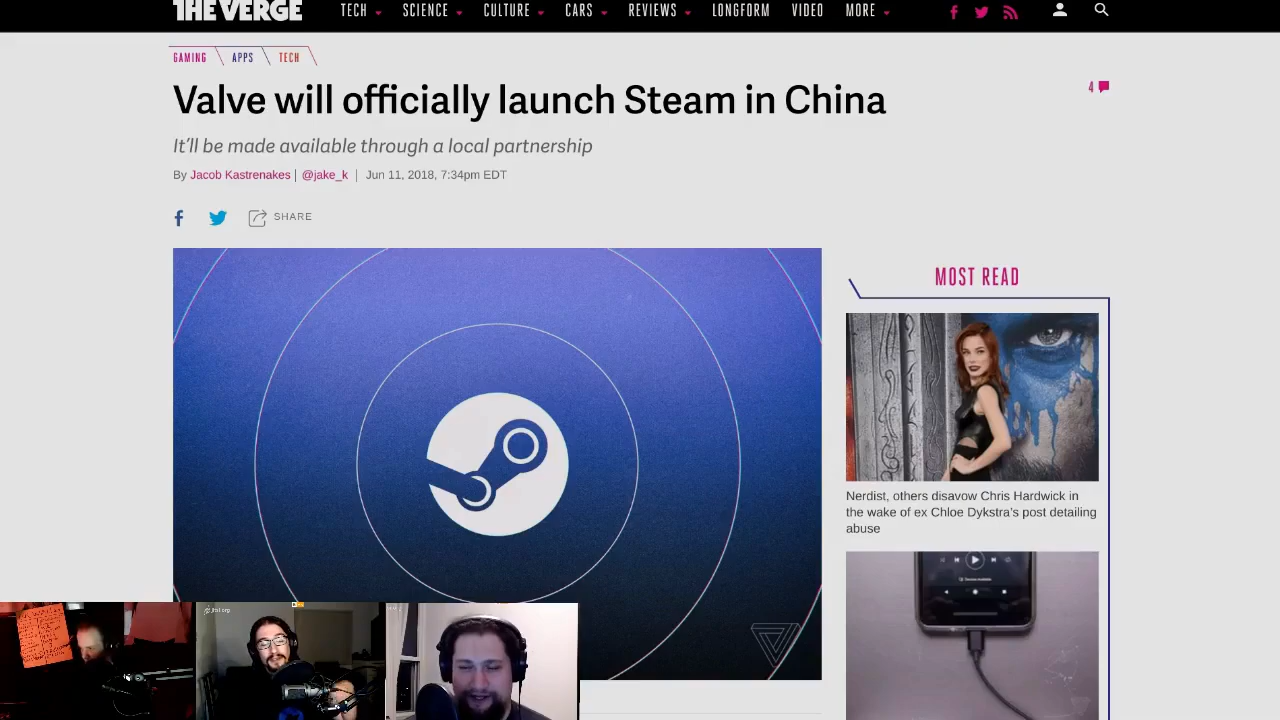 THE VERGE
TECH SCIENCE CULTURE CARS REVIEWS LONGFORM VIDEO MORE
GAMING APPS TECH
Valve will officially launch Steam in China
4
It'll be made available through a local partnership
By Jacob Kastrenakes | @jake_k | Jun 11, 2018, 7:34pm EDT
SHARE
MOST READ
Nerdist, others disavow Chris Hardwick in
the wake of ex Chloe Dykstra's post detailing
abuse